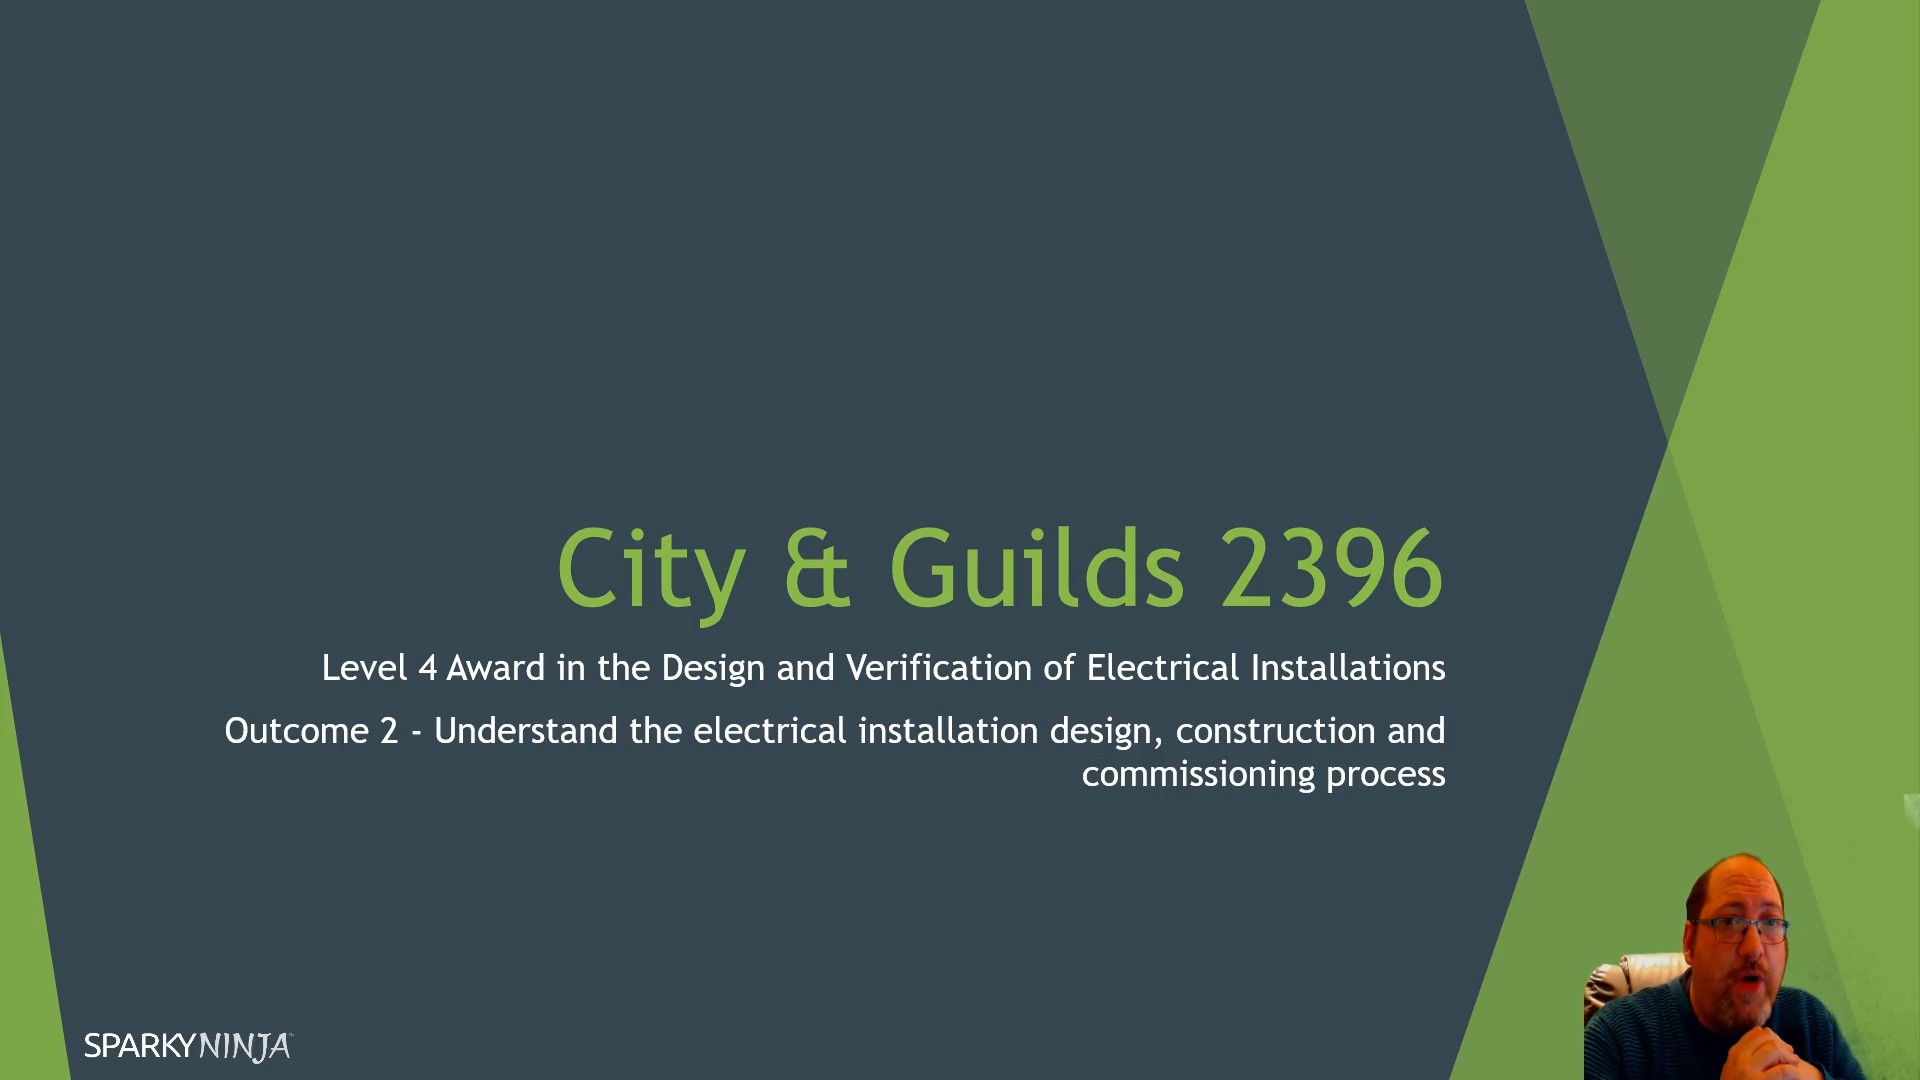 City & Guilds 2396
Level 4 Award in the Design and Verification of Electrical Installations
Outcome 2 - Understand the electrical installation design, construction and
commissioning process
SPARKYNINJA™